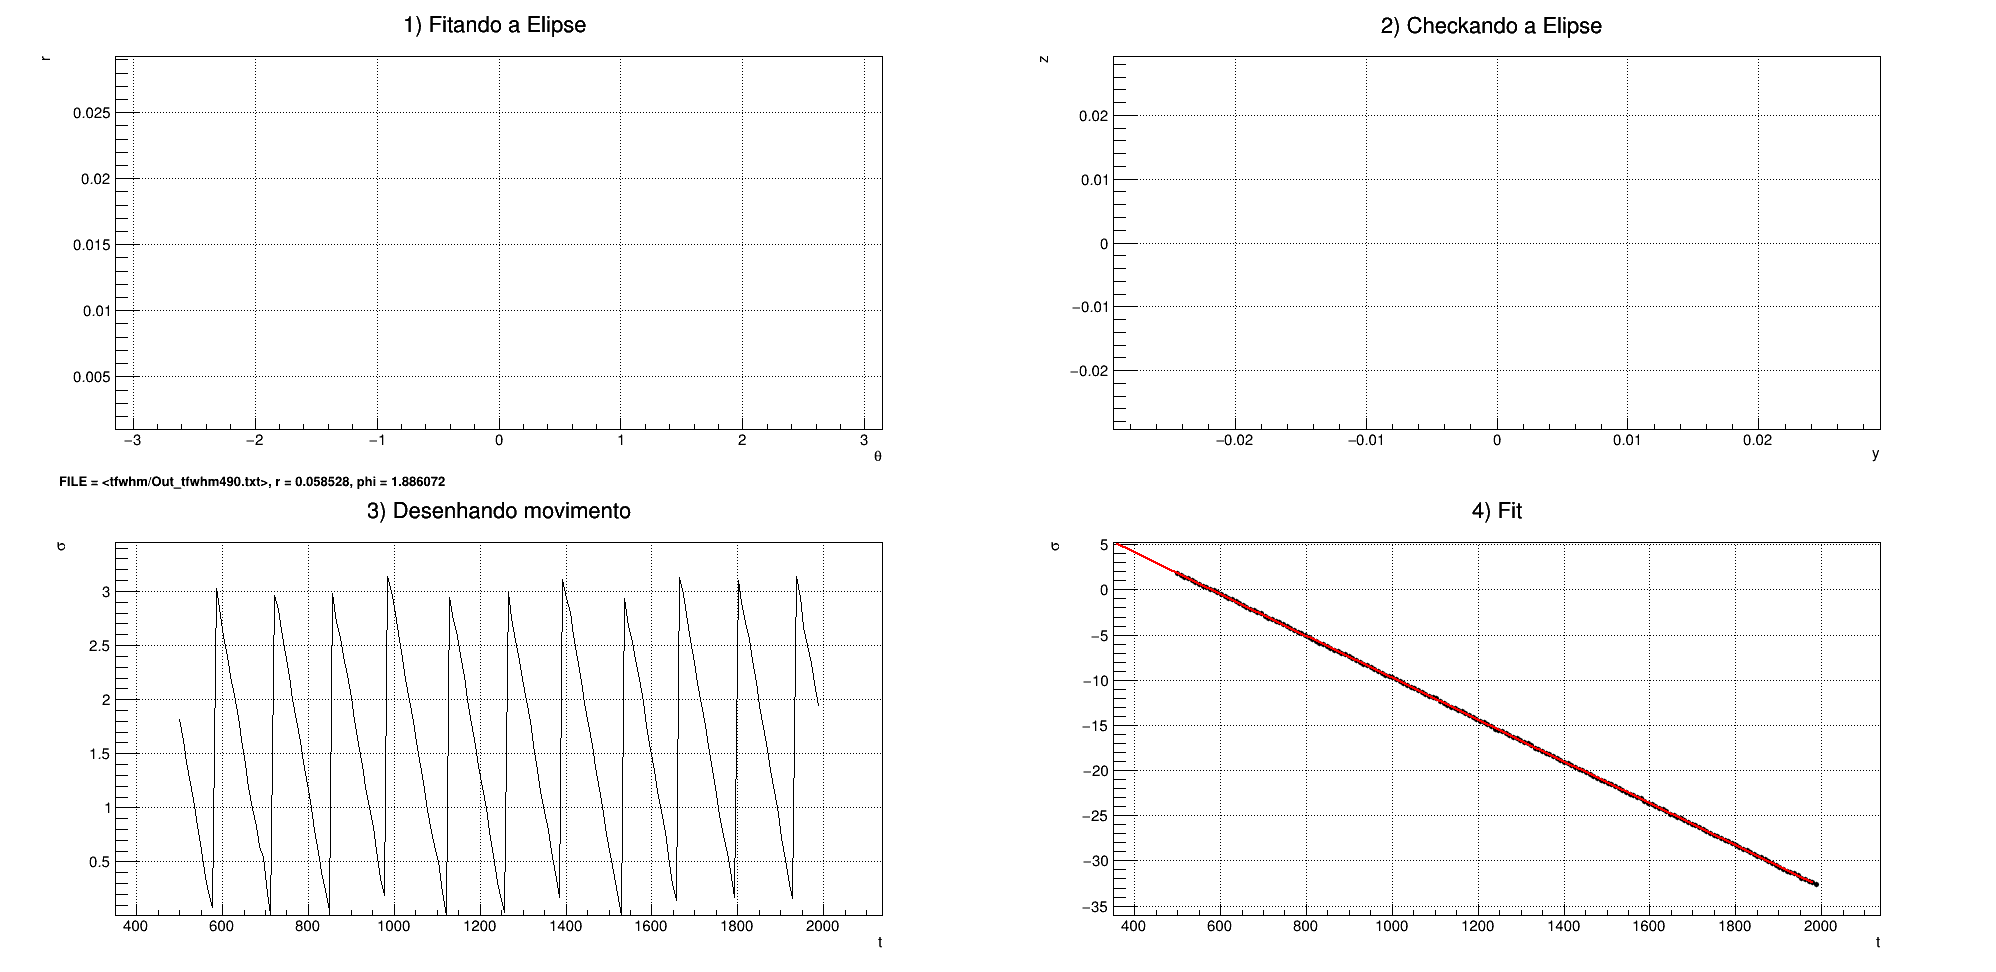 1) Fitando a Elipse
r
0.025
0.02
0.015
0.01
0.005
−3 −2 −1 0 1 2 3
θ
2) Checkando a Elipse
z
0.02
0.01
0
−0.01
−0.02
−0.02 −0.01 0 0.01 0.02
y
FILE = <tfwhm/Out_tfwhm490.txt>, r = 0.058528, phi = 1.886072
3) Desenhando movimento
σ
3
2.5
2
1.5
1
0.5
400 600 800 1000 1200 1400 1600 1800 2000
t
4) Fit
σ
5
0
−5
−10
−15
−20
−25
−30
−35
400 600 800 1000 1200 1400 1600 1800 2000
t